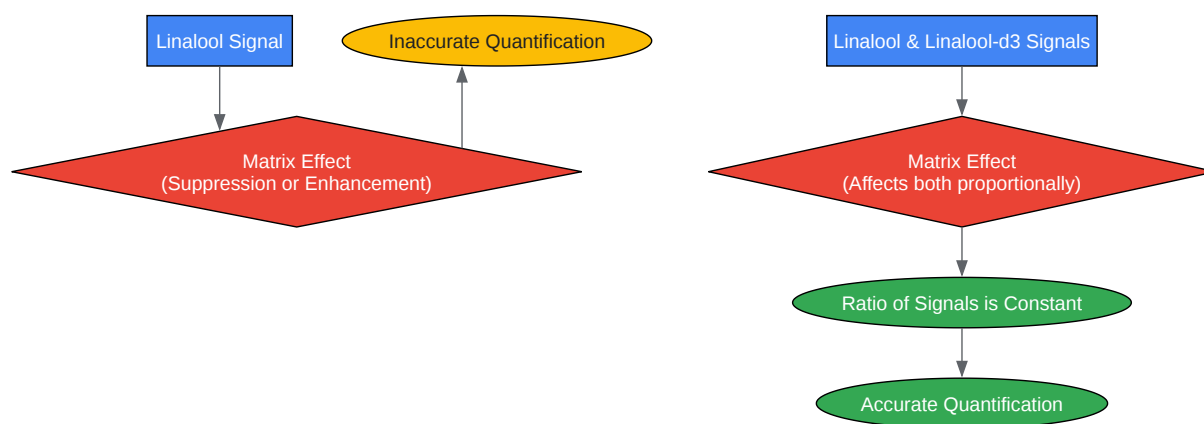 Linalool Signal
Inaccurate Quantification
Matrix Effect
(Suppression or Enhancement)
Linalool & Linalool-d3 Signals
Matrix Effect
(Affects both proportionally)
Ratio of Signals is Constant
Accurate Quantification